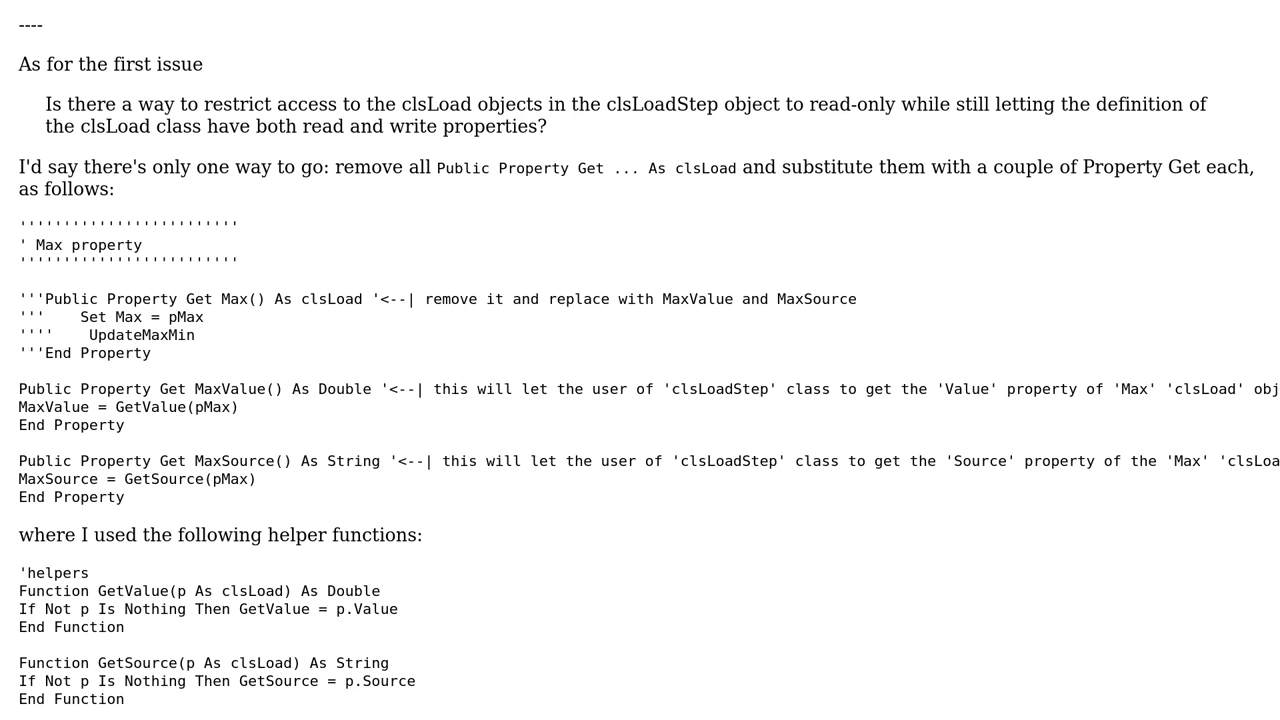 ----
As for the first issue
Is there a way to restrict access to the clsLoad objects in the clsLoadStep object to read-only while still letting the definition of
the clsLoad class have both read and write properties?
I'd say there's only one way to go: remove all Public Property Get ... As clsLoad and substitute them with a couple of Property Get each,
as follows:
'''''''''''''''''''''''''
' Max property
'''''''''''''''''''''''''
'''Public Property Get Max() As clsLoad '<--| remove it and replace with MaxValue and MaxSource
'''    Set Max = pMax
''''    UpdateMaxMin
'''End Property
Public Property Get MaxValue() As Double '<--| this will let the user of 'clsLoadStep' class to get the 'Value' property of 'Max' 'clsLoad' obj
MaxValue = GetValue(pMax)
End Property
Public Property Get MaxSource() As String '<--| this will let the user of 'clsLoadStep' class to get the 'Source' property of the 'Max' 'clsLoa
MaxSource = GetSource(pMax)
End Property
where I used the following helper functions:
'helpers
Function GetValue(p As clsLoad) As Double
If Not p Is Nothing Then GetValue = p.Value
End Function
Function GetSource(p As clsLoad) As String
If Not p Is Nothing Then GetSource = p.Source
End Function